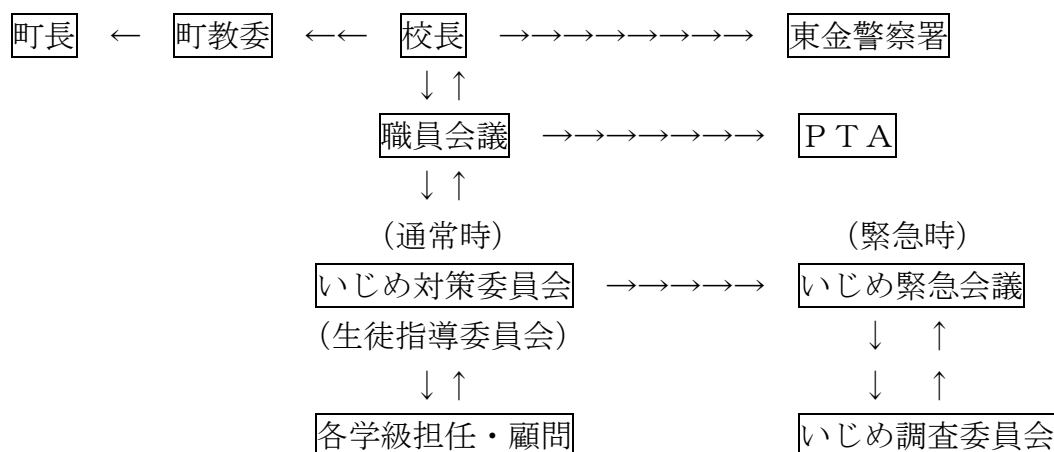 町長 ← 町教委 ←← 校長 →→→→→→→→ 東金警察署
↓ ↑
職員会議 →→→→→→→ ＰＴＡ
↓ ↑
（通常時） （緊急時）
いじめ対策委員会 →→→→→ いじめ緊急会議
（生徒指導委員会） ↓ ↑
↓ ↑ ↓ ↑
各学級担任・顧問 いじめ調査委員会